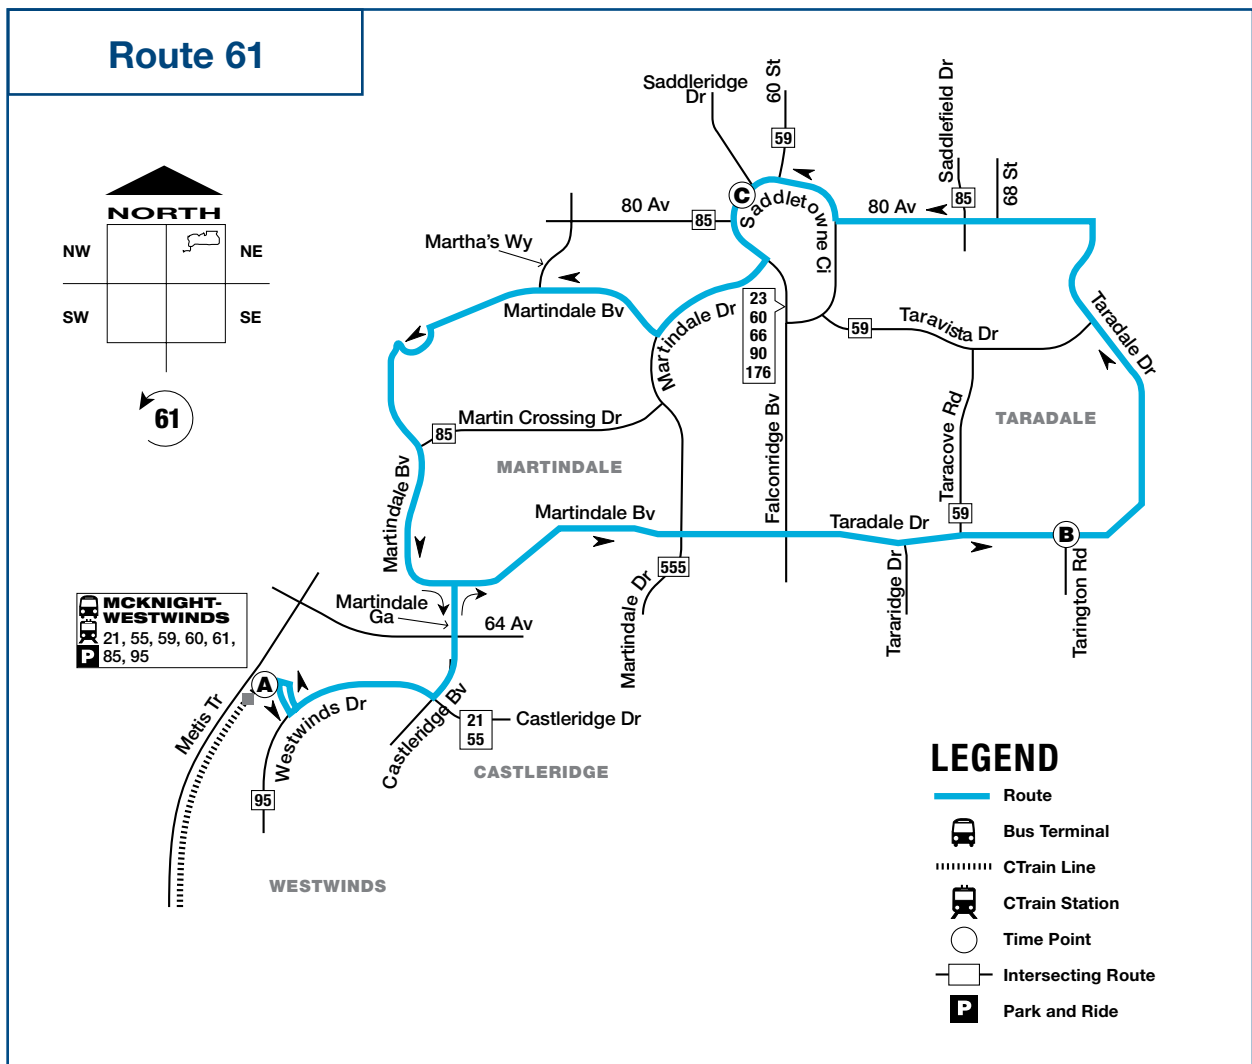 Route 61
NORTH
NW
NE
SW
SE
61
Saddleridge
Dr
60 St
59
Saddlefield Dr
85
68 St
C
Saddletowne Ci
80 Av
85
80 Av
Martha's Wy
Martindale Bv
Martindale Dr
23
60
66
90
176
59
Taravista Dr
Taradale Dr
Martin Crossing Dr
85
MARTINDALE
Falconridge Bv
Taracove Rd
TARADALE
Martindale Bv
Martindale Bv
Taradale Dr
59
B
555
Martindale Dr
Tararidge Dr
Tarington Rd
MCKNIGHT-
WESTWINDS
21, 55, 59, 60, 61,
P 85, 95
Martindale
Ga
64 Av
A
Metis Tr
Westwinds Dr
95
Castleridge Bv
21
55
Castleridge Dr
CASTLERIDGE
WESTWINDS
LEGEND
Route
Bus Terminal
CTrain Line
CTrain Station
Time Point
Intersecting Route
P Park and Ride